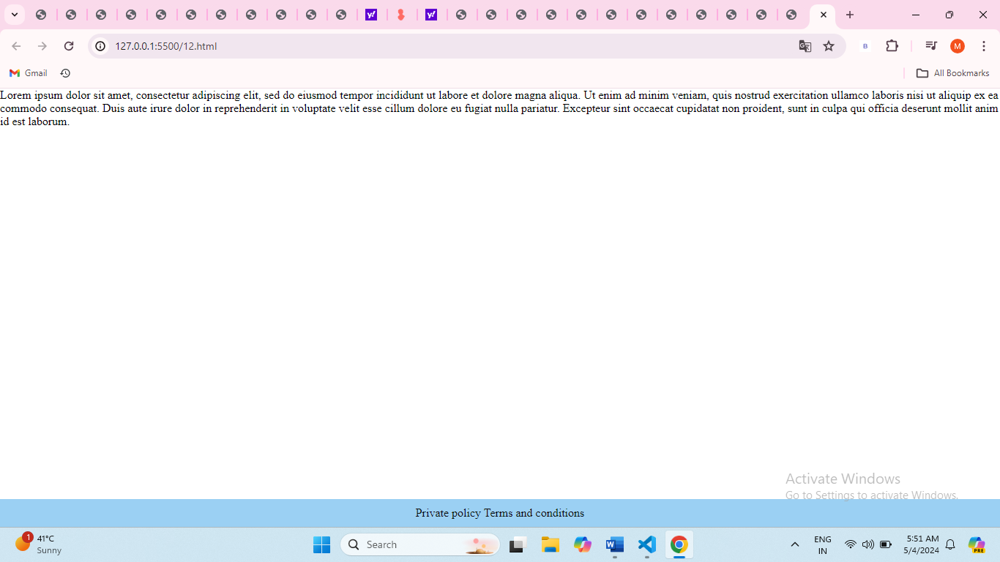 y!
y!
127.0.0.1:5500/12.html
B
M
Gmail
All Bookmarks
Lorem ipsum dolor sit amet, consectetur adipiscing elit, sed do eiusmod tempor incididunt ut labore et dolore magna aliqua. Ut enim ad minim veniam, quis nostrud exercitation ullamco laboris nisi ut aliquip ex ea
commodo consequat. Duis aute irure dolor in reprehenderit in voluptate velit esse cillum dolore eu fugiat nulla pariatur. Excepteur sint occaecat cupidatat non proident, sunt in culpa qui officia deserunt mollit anim
id est laborum.
Activate Windows
Go to Settings to activate Windows.
Private policy Terms and conditions
1
41°C
Sunny
Search
W
ENG
IN
5:51 AM
5/4/2024
PRE